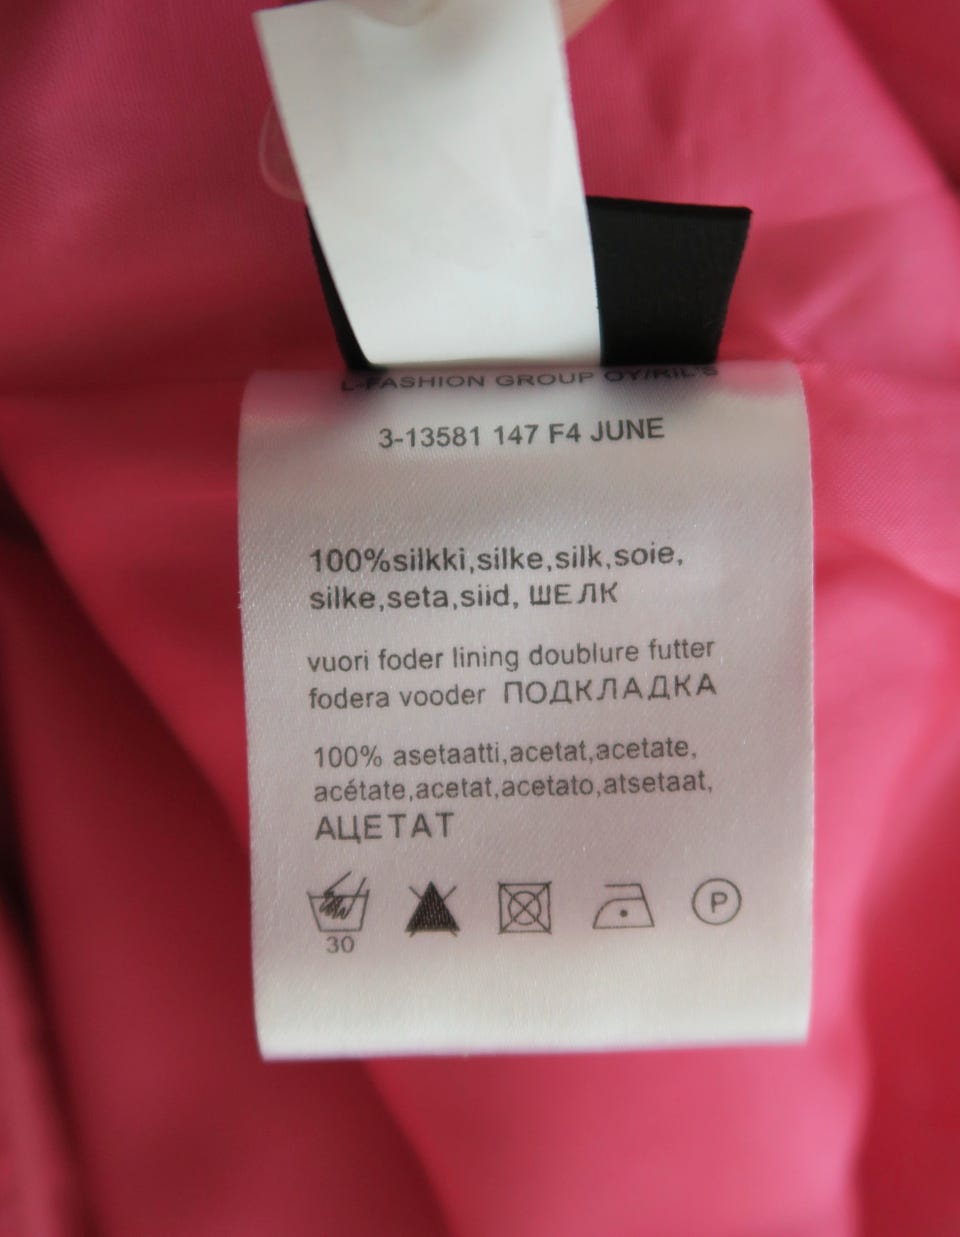 L-FASHION GROUP OY/RIL'S
3-13581 147 F4 JUNE
100%silkki,silke,silk,soie,
silke,seta,siid, ШЕЛК
vuori foder lining doublure futter
fodera vooder ПОДКЛАДКА
100% asetaatti,acetat,acetate,
acétate,acetat,acetato,atsetaat,
АЦЕТАТ
P
30